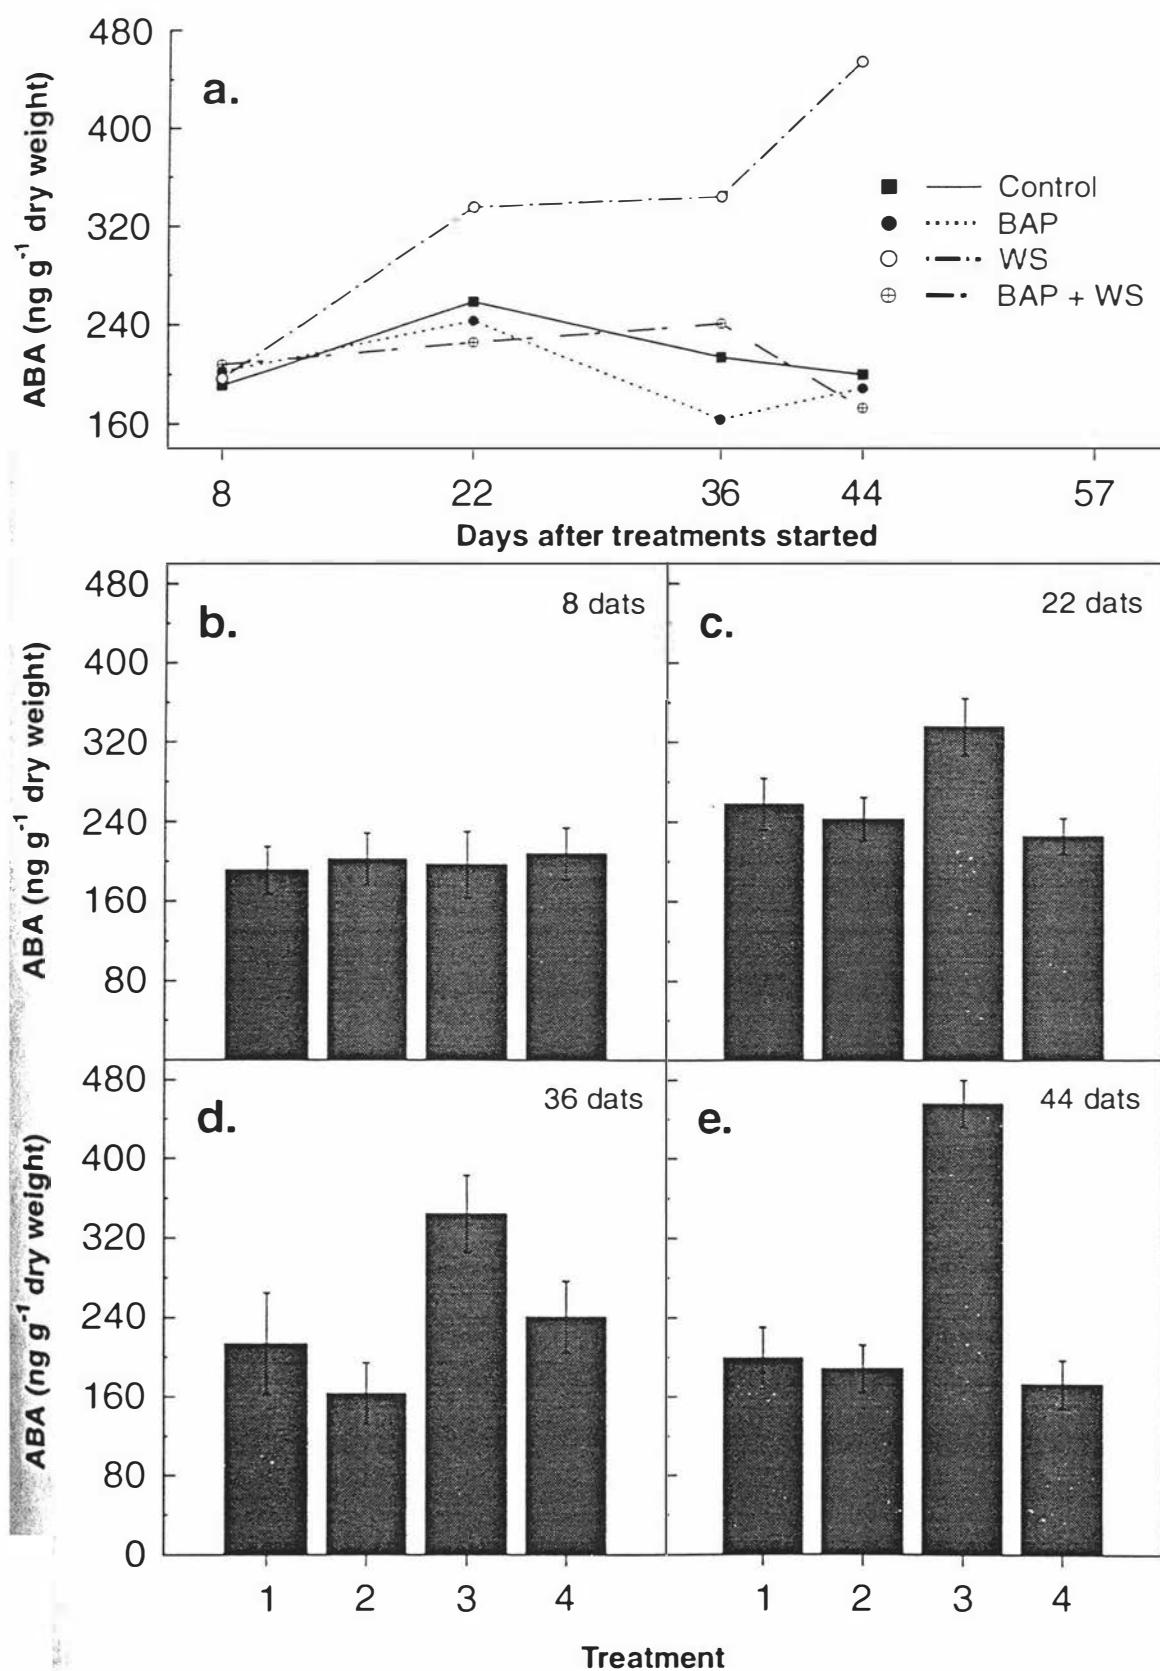 480
400
320
240
160
ABA (ng g⁻¹ dry weight)
a.
Control
BAP
WS
BAP + WS
8 22 36 44 57
Days after treatments started
480
400
320
240
160
80
ABA (ng g⁻¹ dry weight)
b.
8 dats
c.
22 dats
480
400
320
240
160
80
0
ABA (ng g⁻¹ dry weight)
d.
36 dats
e.
44 dats
1 2 3 4 1 2 3 4
Treatment